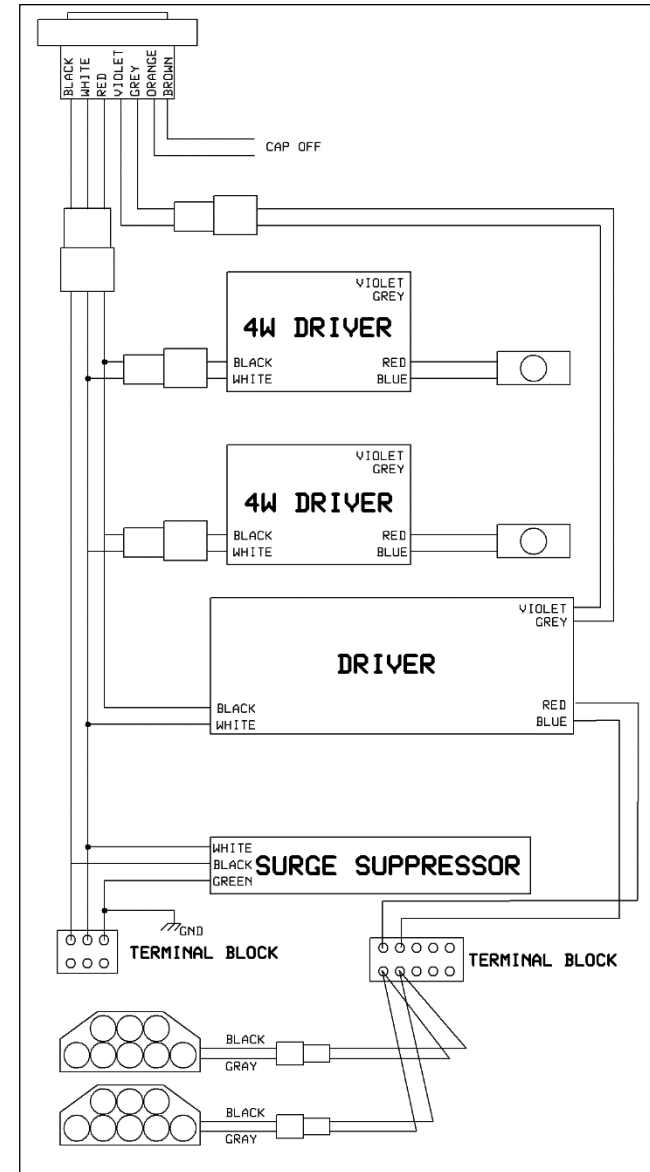 BLACK
WHITE
RED
VIOLET
GREY
ORANGE
BROWN
CAP OFF
VIOLET
GREY
4W DRIVER
BLACK
WHITE
RED
BLUE
VIOLET
GREY
4W DRIVER
BLACK
WHITE
RED
BLUE
VIOLET
GREY
DRIVER
BLACK
WHITE
RED
BLUE
WHITE
BLACK
GREEN
SURGE SUPPRESSOR
GND
TERMINAL BLOCK
TERMINAL BLOCK
BLACK
GRAY
BLACK
GRAY